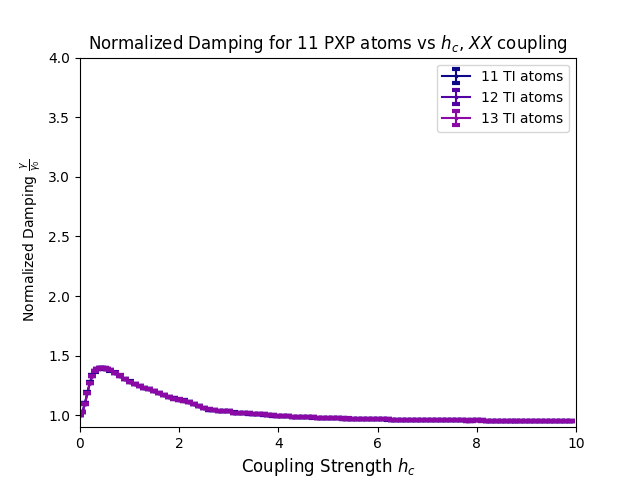 Normalized Damping for 11 PXP atoms vs $h_c$, $XX$ coupling
11 TI atoms
12 TI atoms
13 TI atoms
Normalized Damping $\frac{\gamma}{\gamma_0}$
4.0
3.5
3.0
2.5
2.0
1.5
1.0
0 2 4 6 8 10
Coupling Strength $h_c$